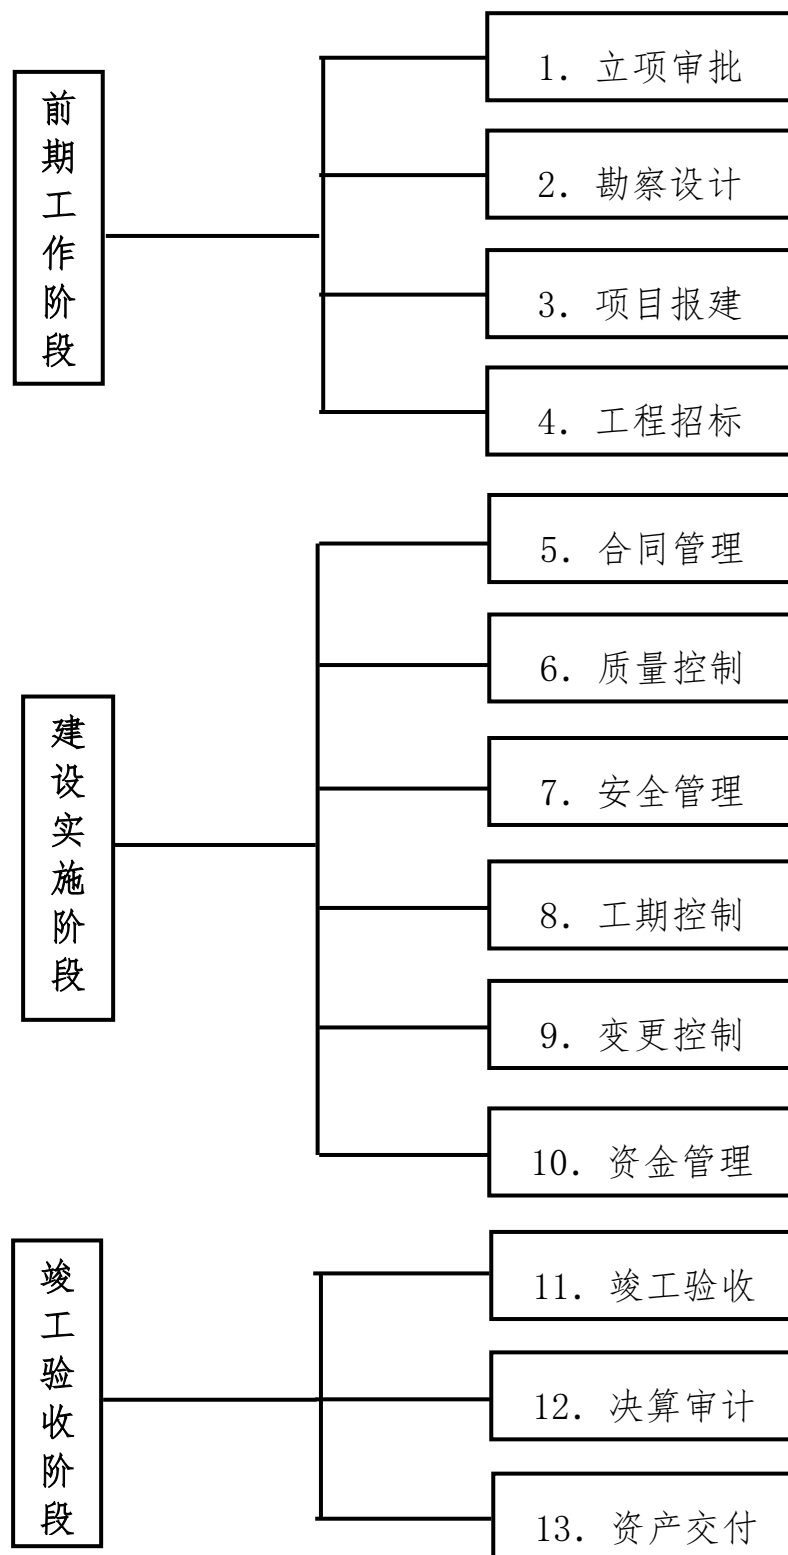 前期工作阶段
1. 立项审批
2. 勘察设计
3. 项目报建
4. 工程招标
建设实施阶段
5. 合同管理
6. 质量控制
7. 安全管理
8. 工期控制
9. 变更控制
10. 资金管理
竣工验收阶段
11. 竣工验收
12. 决算审计
13. 资产交付